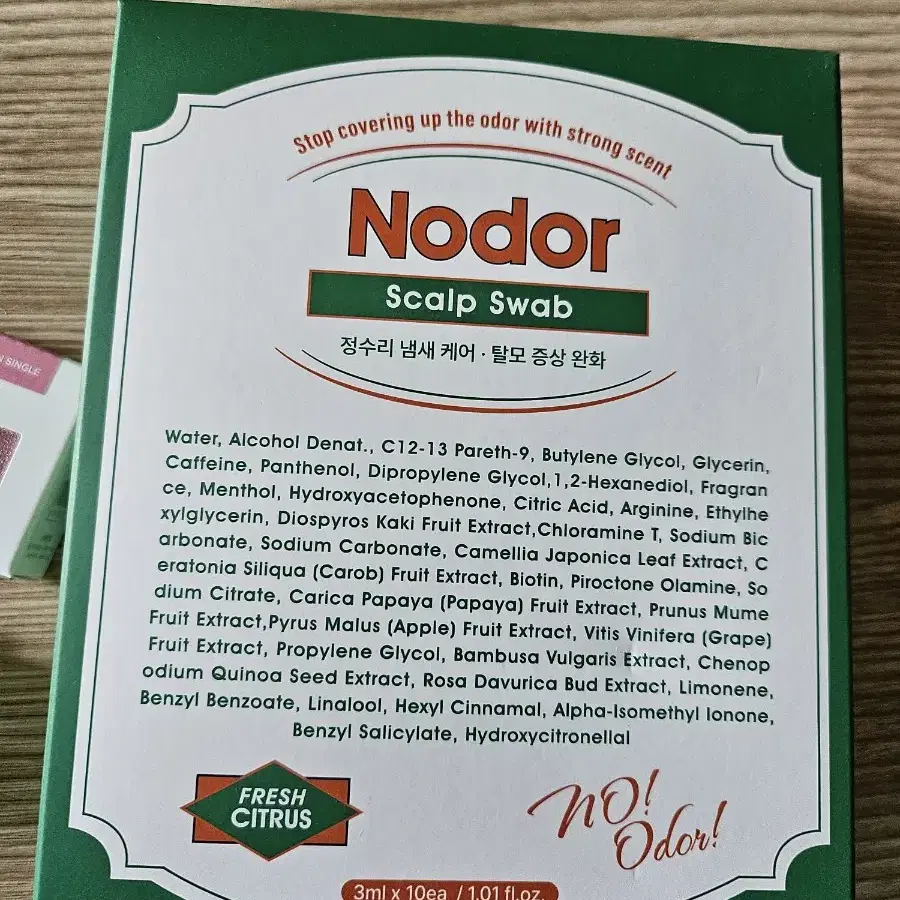 Stop covering up the odor with strong scent
Nodor
Scalp Swab
정수리 냄새 케어 · 탈모 증상 완화
Water, Alcohol Denat., C12-13 Pareth-9, Butylene Glycol, Glycerin,
Caffeine, Panthenol, Dipropylene Glycol,1,2-Hexanediol, Fragran
ce, Menthol, Hydroxyacetophenone, Citric Acid, Arginine, Ethylhe
xylglycerin, Diospyros Kaki Fruit Extract,Chloramine T, Sodium Bic
arbonate, Sodium Carbonate, Camellia Japonica Leaf Extract, C
eratonia Siliqua (Carob) Fruit Extract, Biotin, Piroctone Olamine, So
dium Citrate, Carica Papaya (Papaya) Fruit Extract, Prunus Mume
Fruit Extract,Pyrus Malus (Apple) Fruit Extract, Vitis Vinifera (Grape)
Fruit Extract, Propylene Glycol, Bambusa Vulgaris Extract, Chenop
odium Quinoa Seed Extract, Rosa Davurica Bud Extract, Limonene,
Benzyl Benzoate, Linalool, Hexyl Cinnamal, Alpha-Isomethyl Ionone,
Benzyl Salicylate, Hydroxycitronellal
FRESH
CITRUS
NO!
Odor!
3ml x 10ea / 1.01 fl.oz.
SINGLE